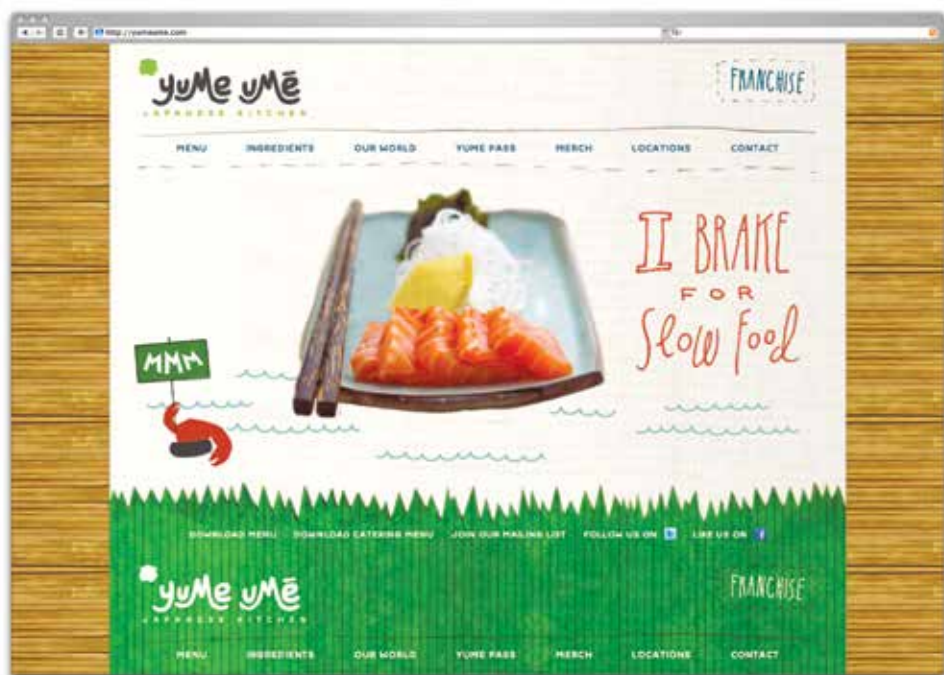 http://yumeume.com
yuMe uMē
JAPANESE KITCHEN
FRANCHISE
MENU INGREDIENTS OUR WORLD YUME PASS MERCH LOCATIONS CONTACT
I BRAKE
FOR
Slow Food
MMM
DOWNLOAD MENU DOWNLOAD CATERING MENU JOIN OUR MAILING LIST FOLLOW US ON LIKE US ON f
yuMe uMē
JAPANESE KITCHEN
FRANCHISE
MENU INGREDIENTS OUR WORLD YUME PASS MERCH LOCATIONS CONTACT